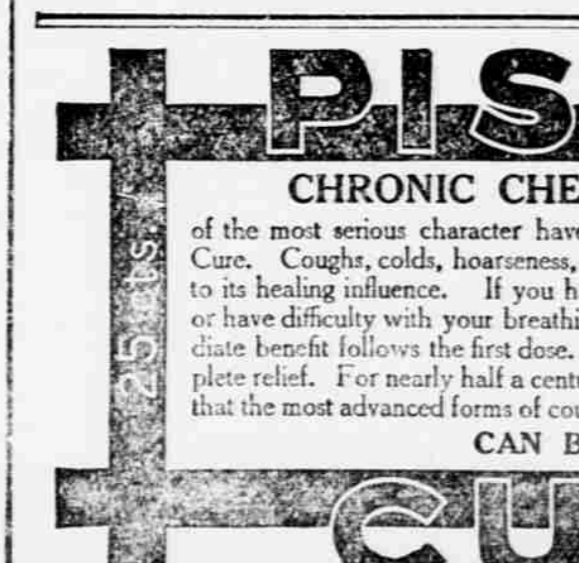 PIS
CHRONIC CHE
of the most serious character have
Cure. Coughs, colds, hoarseness,
to its healing influence. If you h
or have difficulty with your breathi
diate benefit follows the first dose.
plete relief. For nearly half a centu
that the most advanced forms of co
CAN B
CU
25 cts.